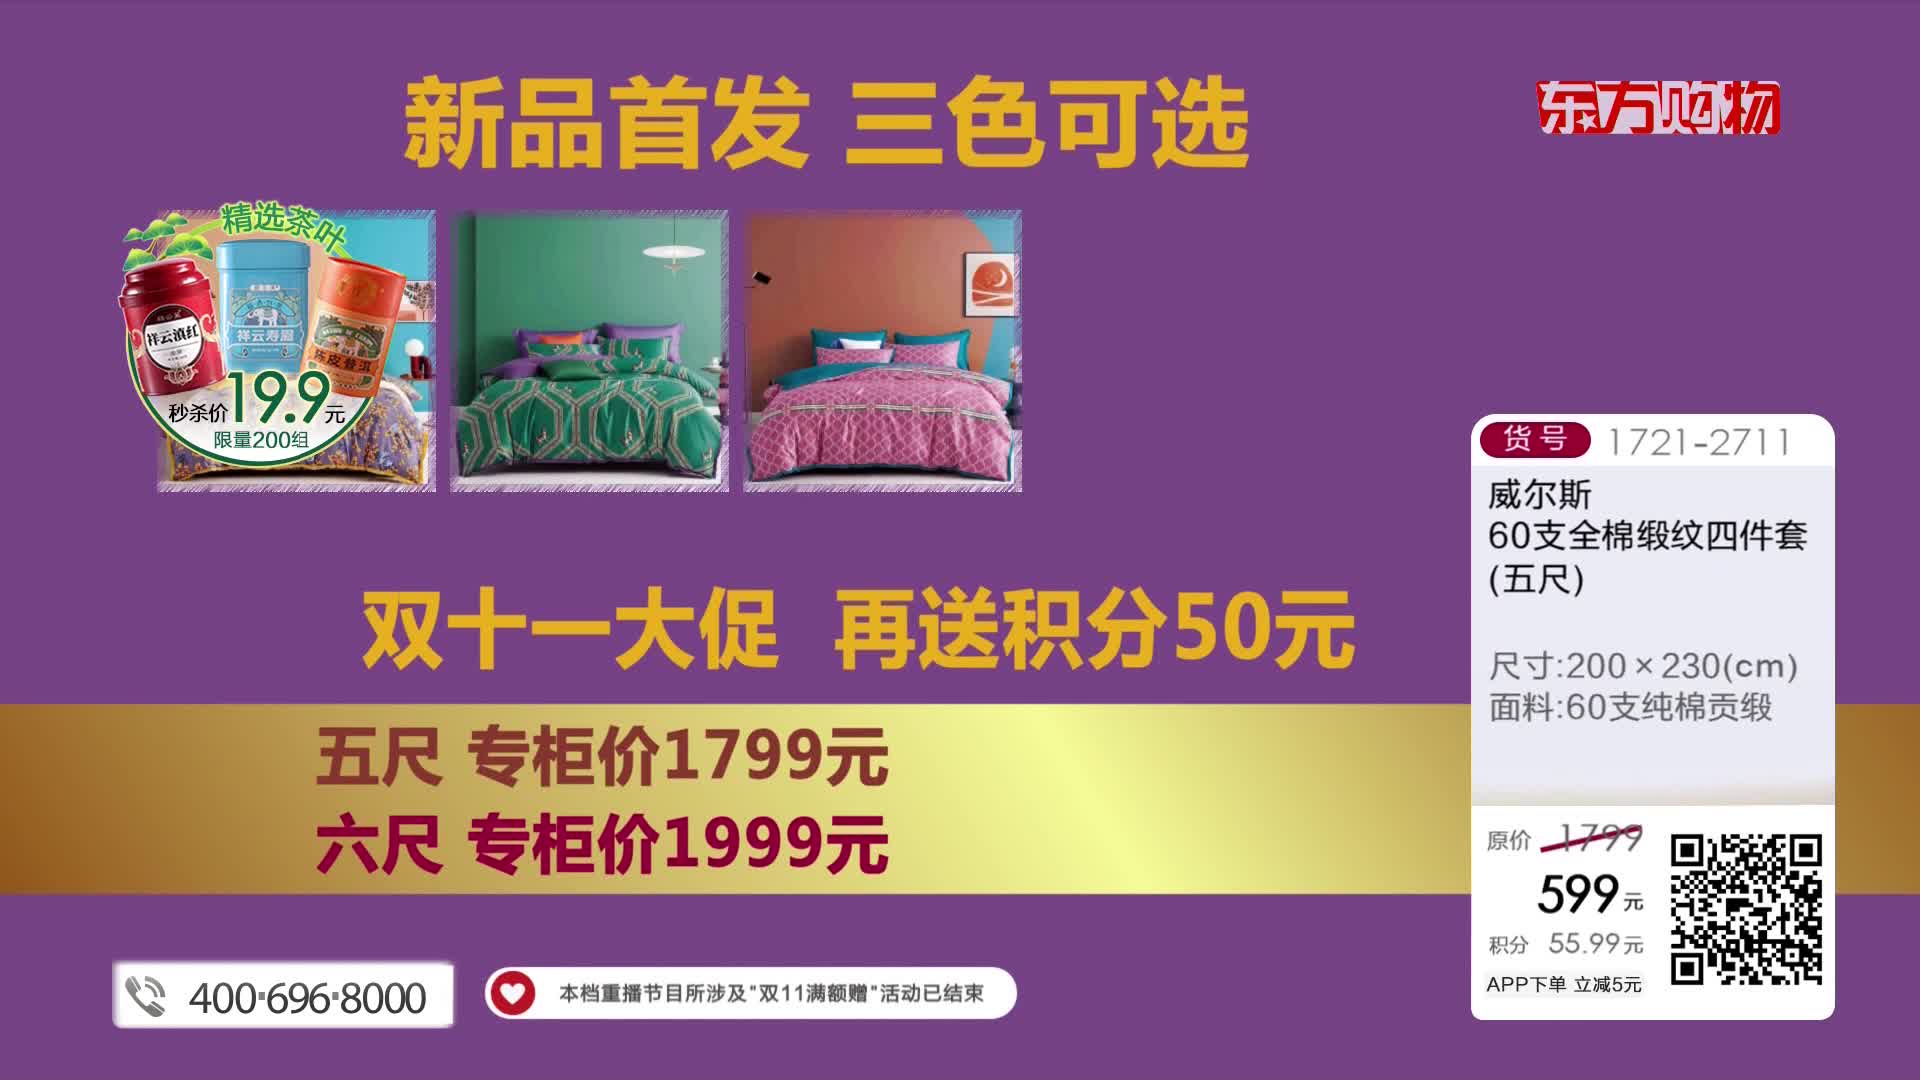 新品首发 三色可选
东方购物
精选茶叶
祥云滇红
祥云寿眉
陈皮普洱
秒杀价19.9元
限量200组
货号 1721-2711
威尔斯
60支全棉缎纹四件套
(五尺)
尺寸:200×230(cm)
面料:60支纯棉贡缎
双十一大促 再送积分50元
五尺 专柜价1799元
六尺 专柜价1999元
原价 1799
599元
积分 55.99元
APP下单 立减5元
400·696·8000
本档重播节目所涉及"双11满额赠"活动已结束